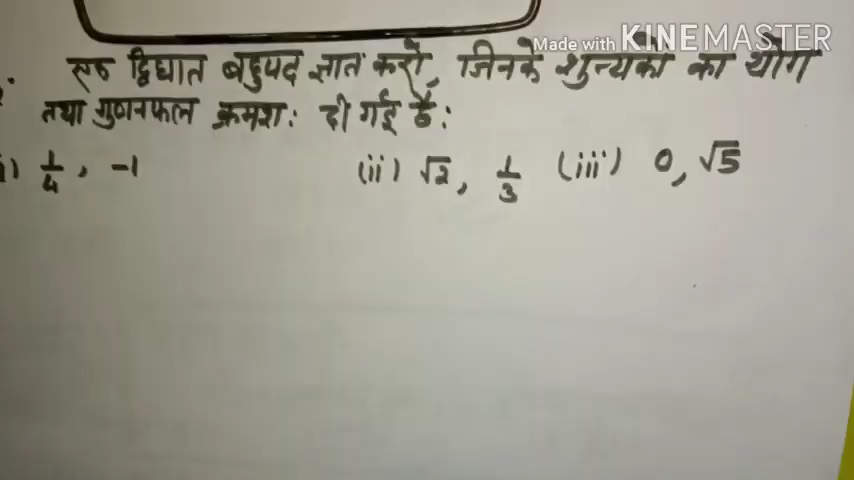 Made with KINEMASTER
एक द्विघात बहुपद ज्ञात करो, जिनके शुन्यकों का योग
तथा गुणनफल क्रमश: दी गई है:
i) 1/4, -1 (ii) √2, 1/3 (iii) 0, √5